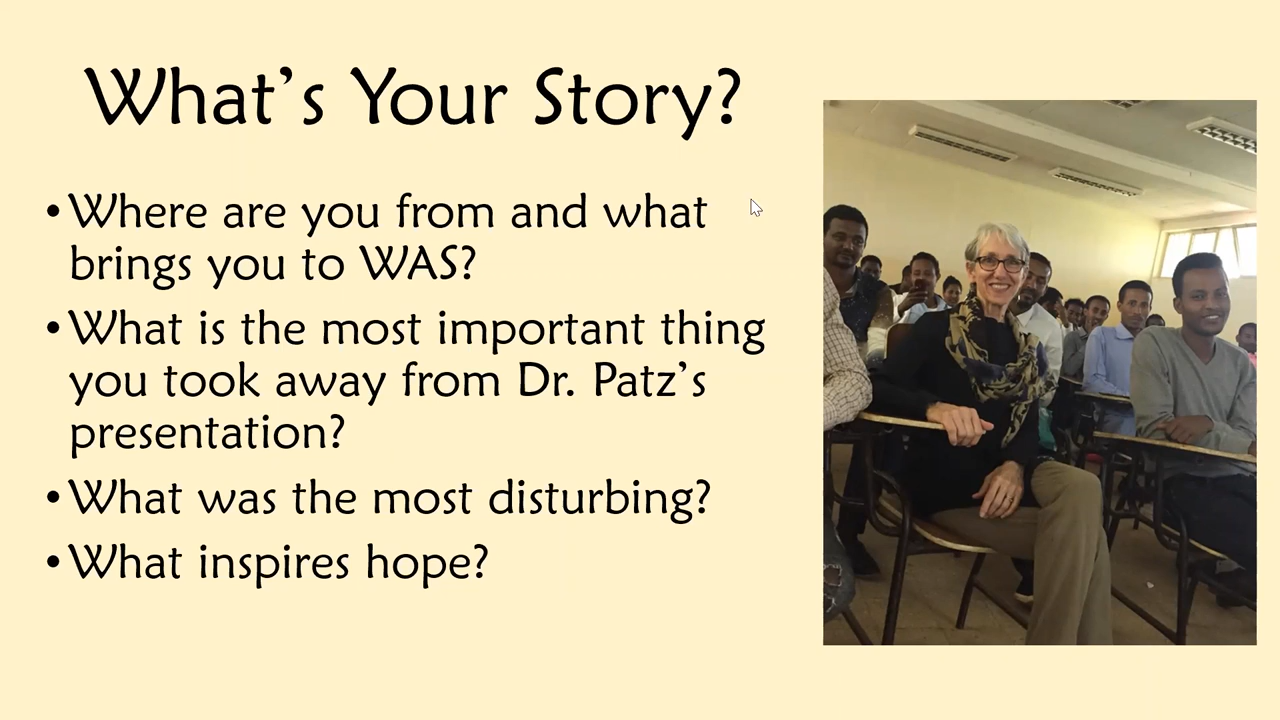 What’s Your Story?
• Where are you from and what
brings you to WAS?
• What is the most important thing
you took away from Dr. Patz’s
presentation?
• What was the most disturbing?
• What inspires hope?